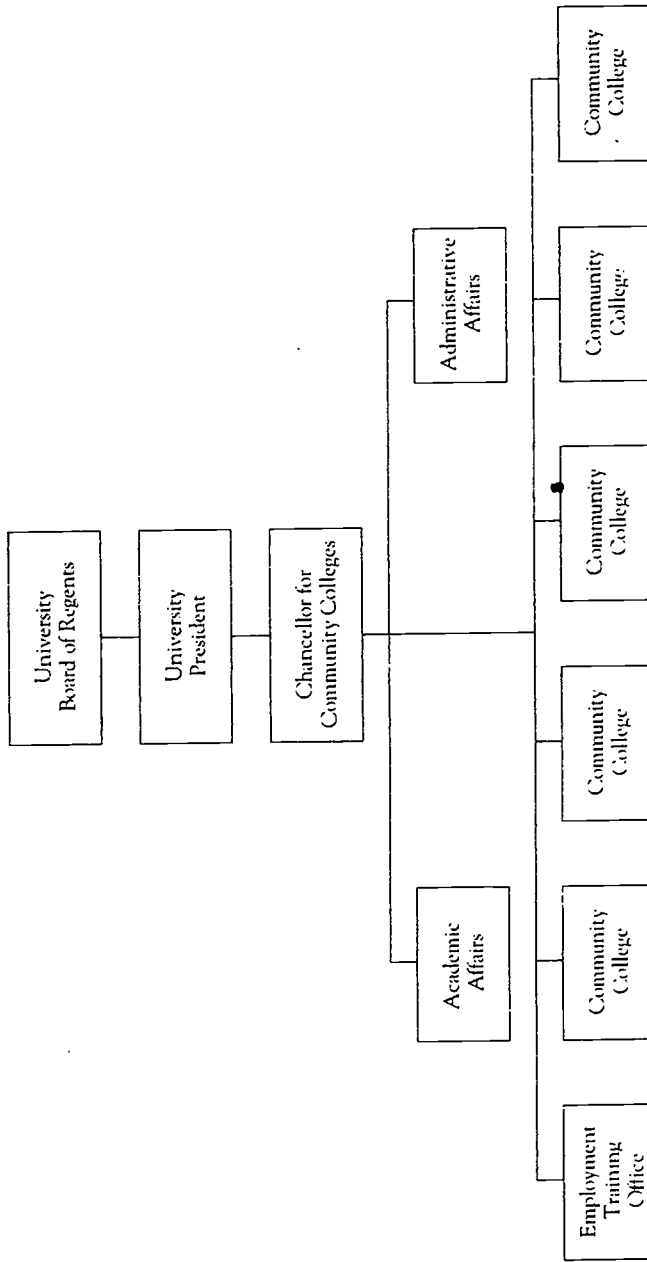 University
Board of Regents
University
President
Chancellor for
Community Colleges
Academic
Affairs
Administrative
Affairs
Employment
Training
Office
Community
College
Community
College
Community
College
Community
College
Community
College